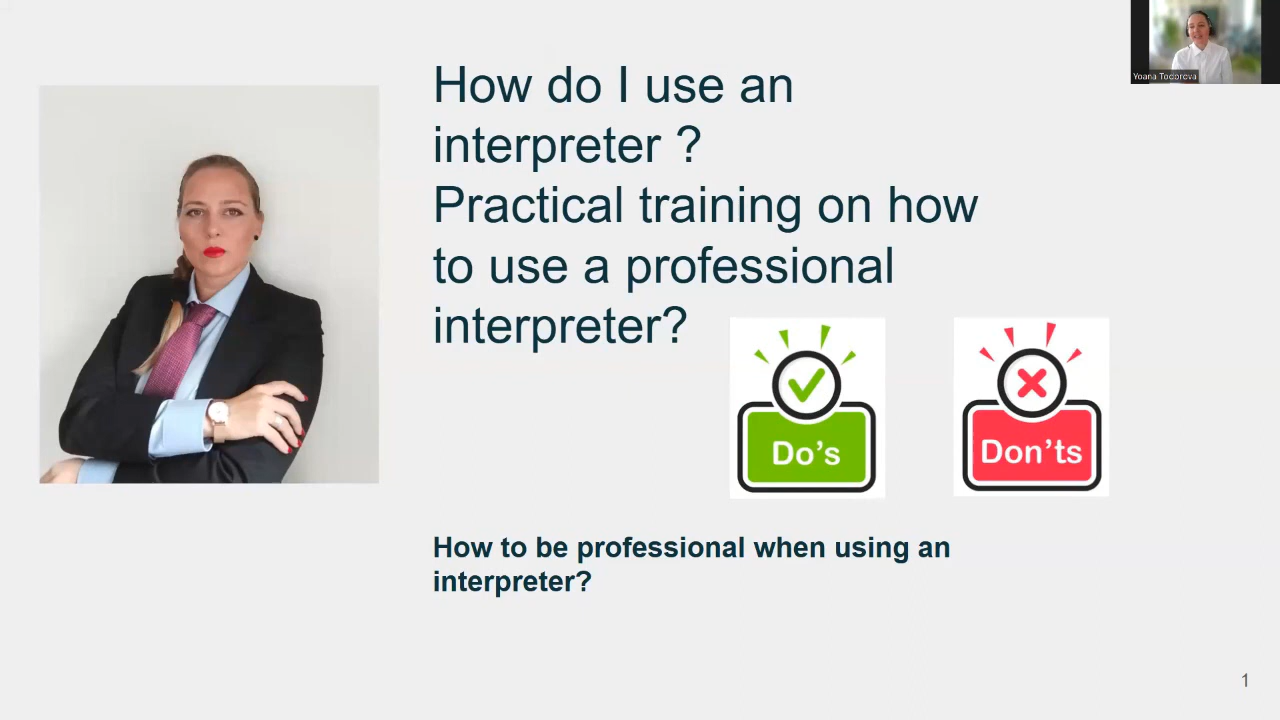 How do I use an
interpreter ?
Practical training on how
to use a professional
interpreter?
Do's
Don'ts
How to be professional when using an
interpreter?
Yoana Todorova
1